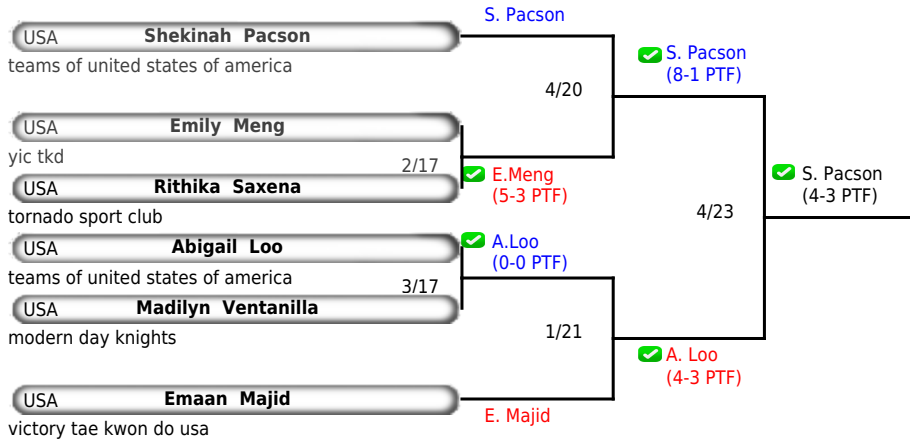 S. Pacson
USA Shekinah Pacson
teams of united states of america
S. Pacson
(8-1 PTF)
4/20
USA Emily Meng
yic tkd
2/17
E.Meng
(5-3 PTF)
USA Rithika Saxena
tornado sport club
S. Pacson
(4-3 PTF)
4/23
USA Abigail Loo
teams of united states of america
A.Loo
(0-0 PTF)
3/17
USA Madilyn Ventanilla
modern day knights
1/21
A. Loo
(4-3 PTF)
USA Emaan Majid
victory tae kwon do usa
E. Majid